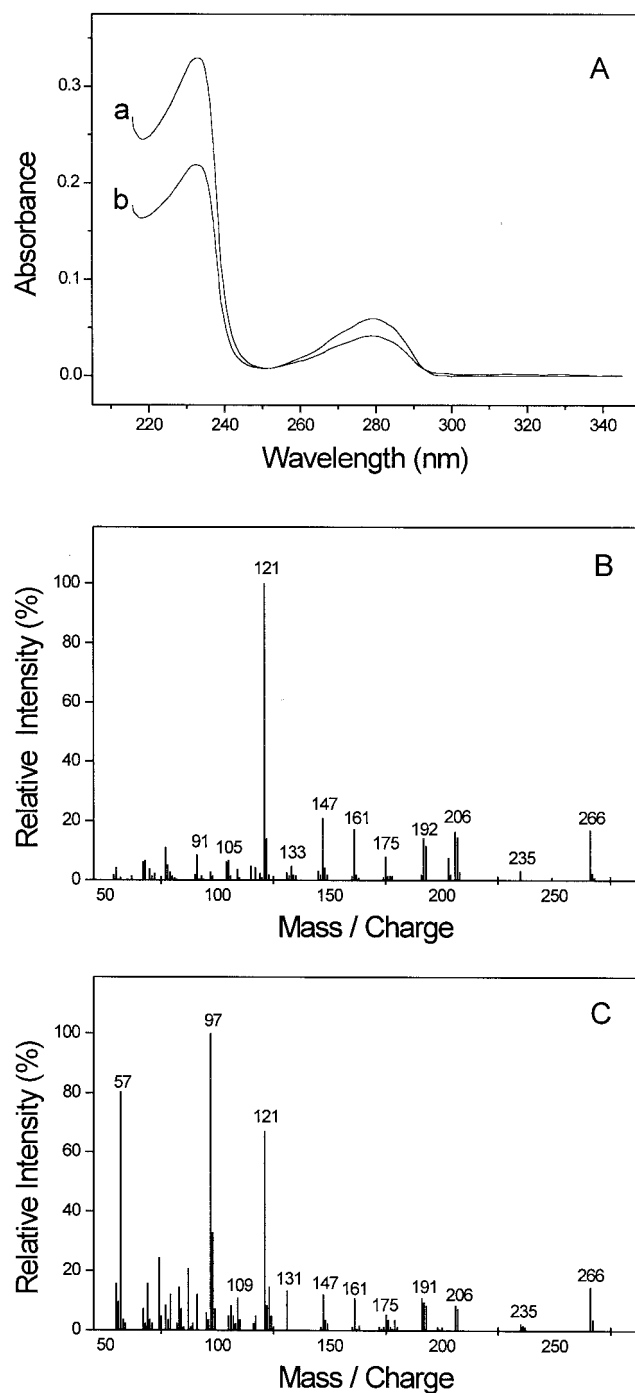 A
0.3
a
0.2
b
0.1
0.0
Absorbance
220 240 260 280 300 320 340
Wavelength (nm)
B
100
80
60
40
20
0
Relative Intensity (%)
121
91
105
133
147
161
175
192
206
235
266
50 100 150 200 250
Mass / Charge
C
100
80
60
40
20
0
Relative Intensity (%)
57
97
109
121
131
147
161
175
191
206
235
266
50 100 150 200 250
Mass / Charge